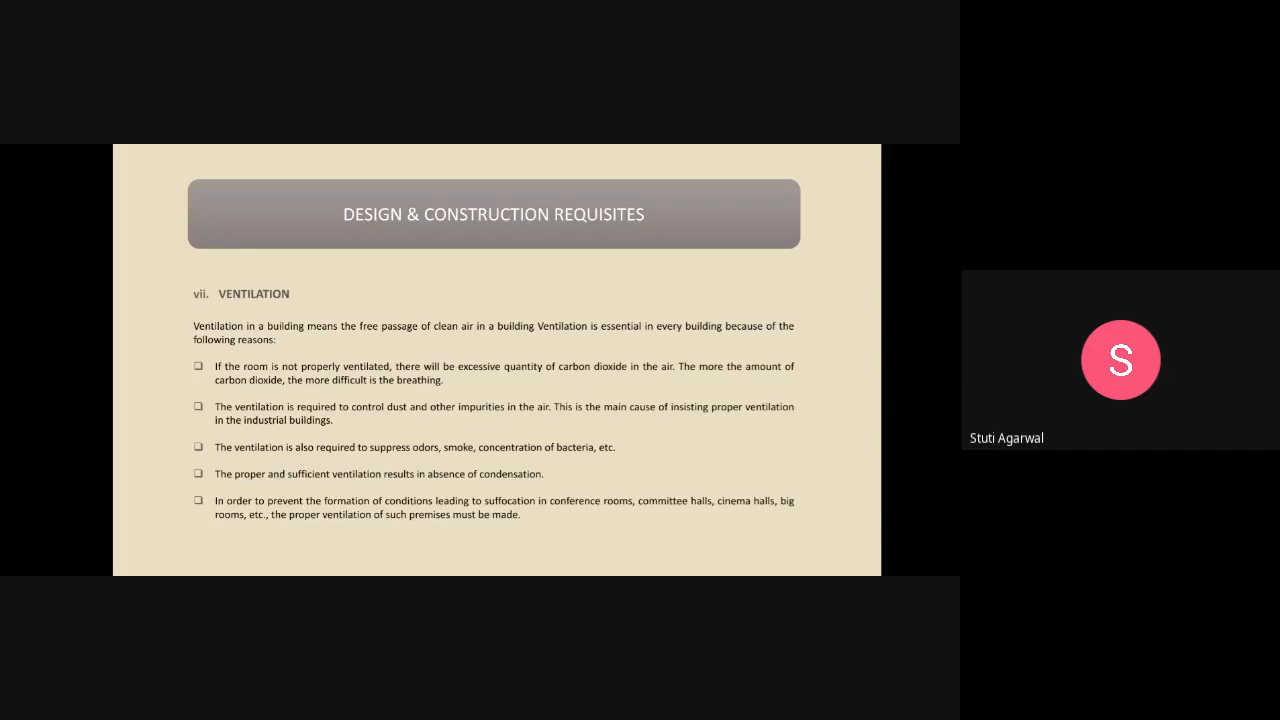 DESIGN & CONSTRUCTION REQUISITES
vii. VENTILATION
Ventilation in a building means the free passage of clean air in a building Ventilation is essential in every building because of the
following reasons:
❑ If the room is not properly ventilated, there will be excessive quantity of carbon dioxide in the air. The more the amount of
carbon dioxide, the more difficult is the breathing.
❑ The ventilation is required to control dust and other impurities in the air. This is the main cause of insisting proper ventilation
in the industrial buildings.
❑ The ventilation is also required to suppress odors, smoke, concentration of bacteria, etc.
❑ The proper and sufficient ventilation results in absence of condensation.
❑ In order to prevent the formation of conditions leading to suffocation in conference rooms, committee halls, cinema halls, big
rooms, etc., the proper ventilation of such premises must be made.
S
Stuti Agarwal